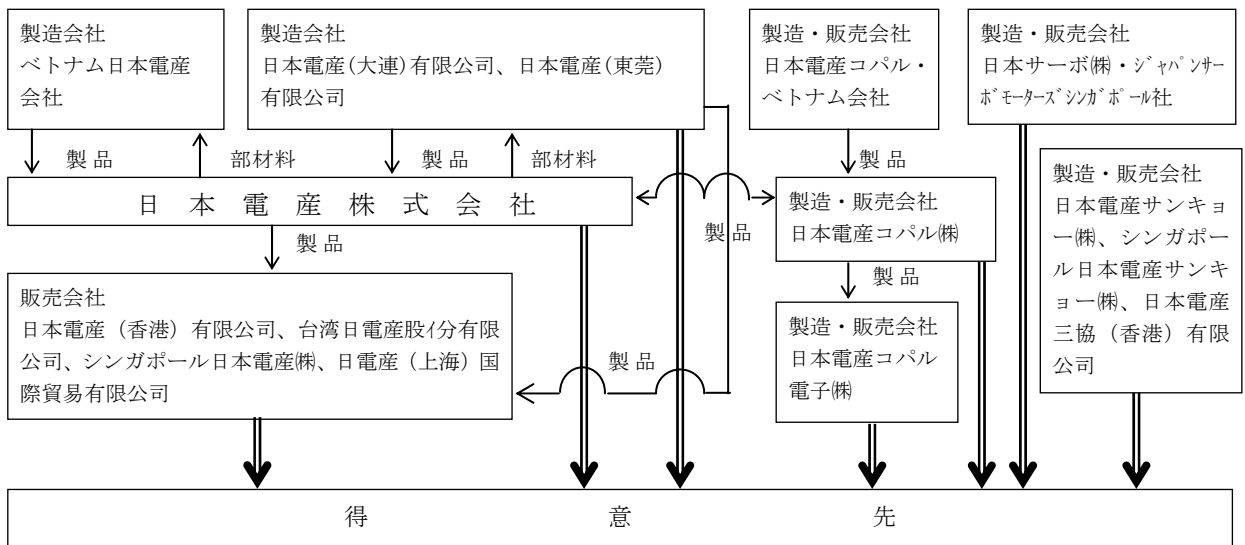 製造会社
ベトナム日本電産
会社
製造会社
日本電産(大連)有限公司、日本電産(東莞)
有限公司
製造・販売会社
日本電産コパル・
ベトナム会社
製造・販売会社
日本サーボ㈱・ｼﾞｬﾊﾟﾝｻｰ
ﾎﾞﾓｰﾀｰｽﾞｼﾝｶﾞﾎﾟｰﾙ社
製品
部材料
製品
部材料
製品
日本電産株式会社
製品
製品
製造・販売会社
日本電産コパル㈱
製造・販売会社
日本電産サンキョ
ー㈱、シンガポー
ル日本電産サンキ
ョー㈱、日本電産
三協（香港）有限
公司
販売会社
日本電産（香港）有限公司、台湾日電産股ｲ分有限
公司、シンガポール日本電産㈱、日電産（上海）国
際貿易有限公司
製品
製品
製造・販売会社
日本電産コパル
電子㈱
得意先